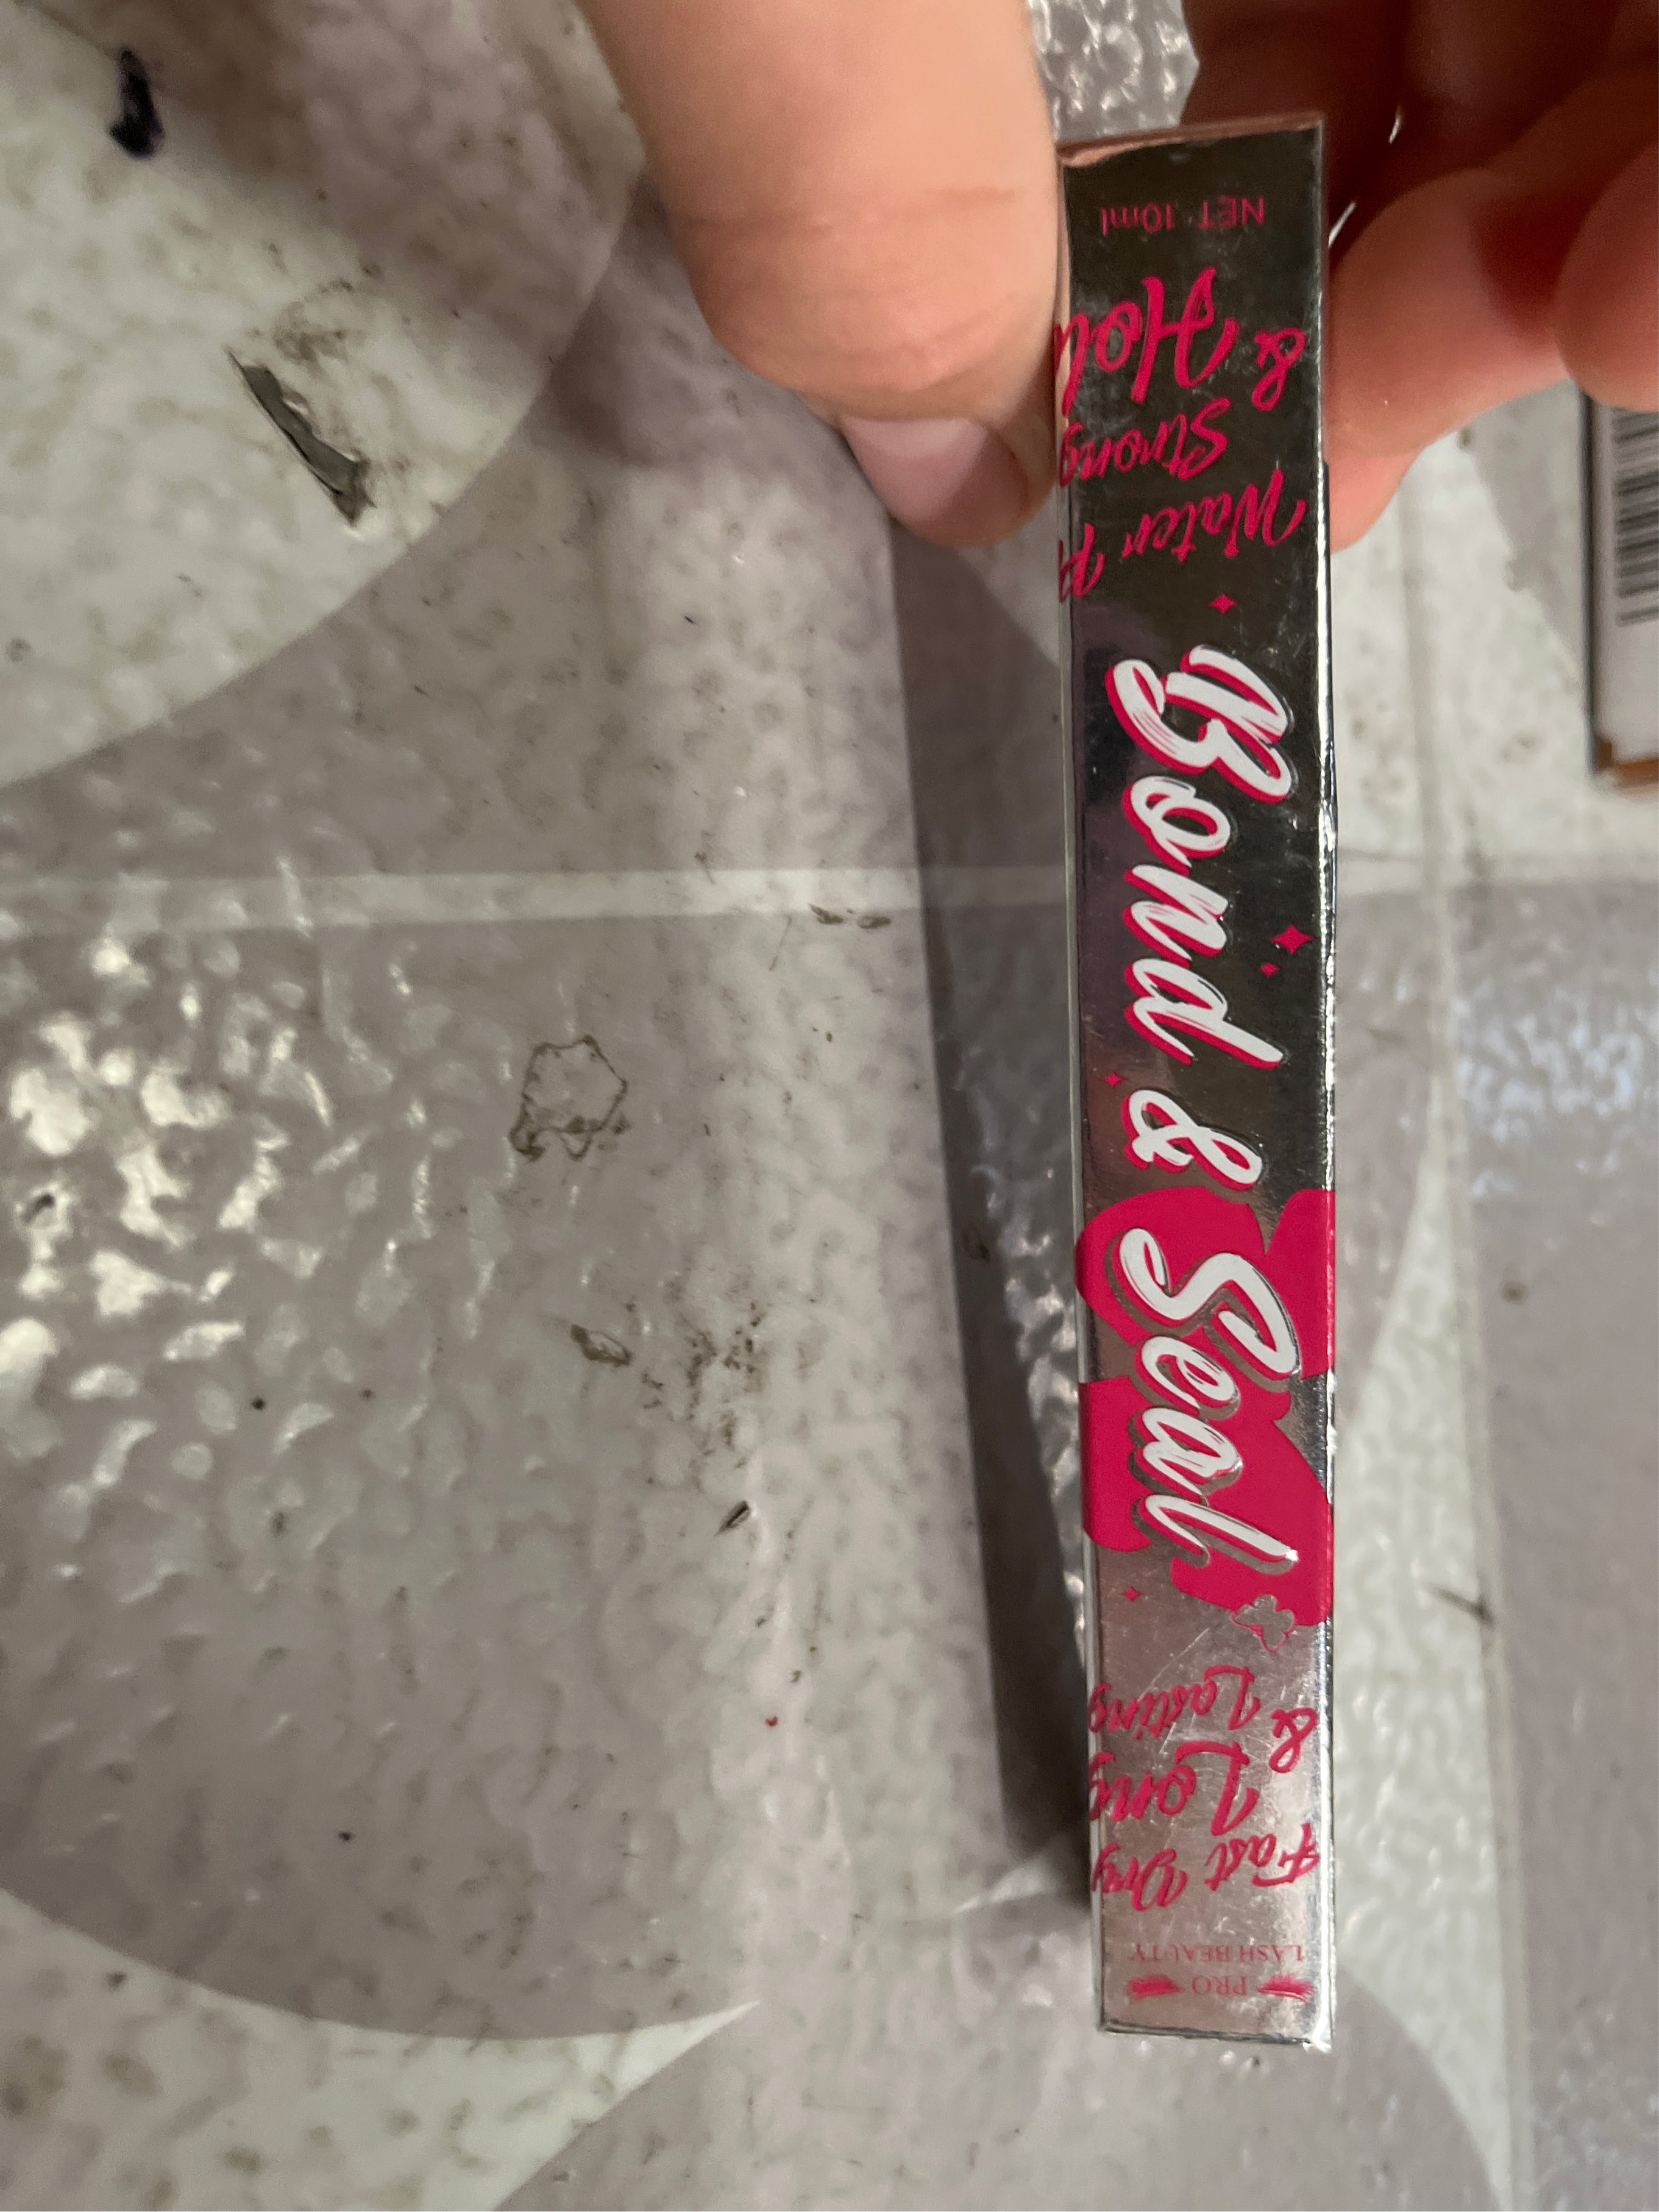 PRO
LASH BEAUTY
Fast Dry
& Long
Lasting
Bond & Seal
Water P
& Strong
Hol
NET: 10ml